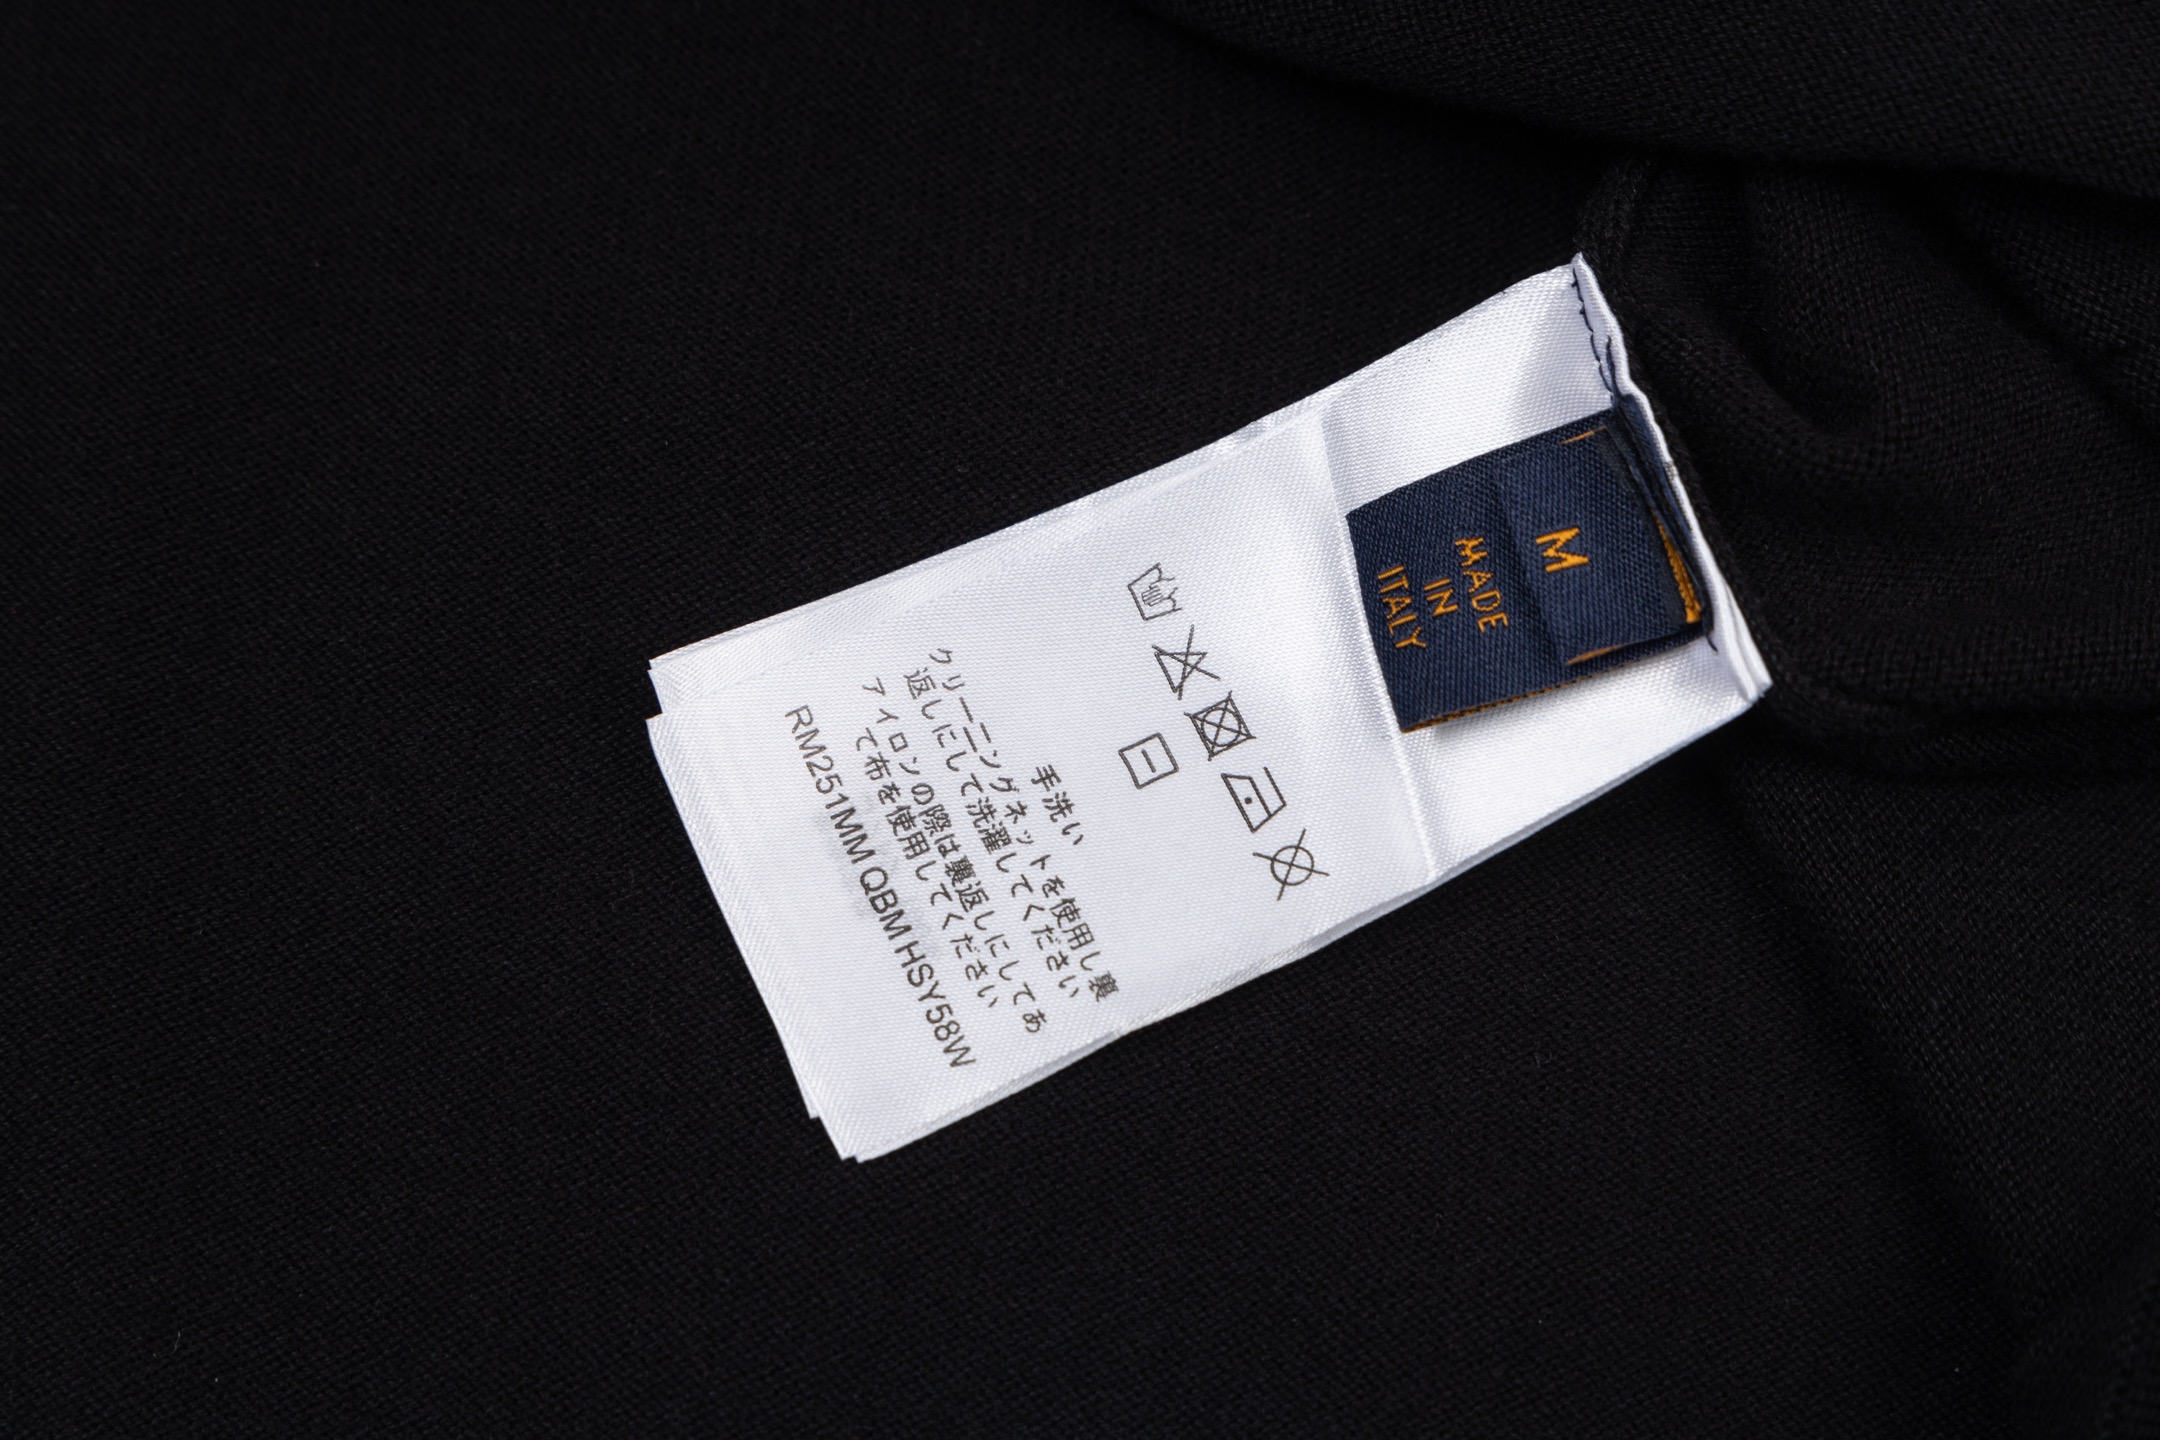 M
MADE
IN
ITALY
手洗い
クリーニングネットを使用し裏
返しにして洗濯してください
アイロンの際は裏返しにしてあ
て布を使用してください
RM251MM QBM HSY58W